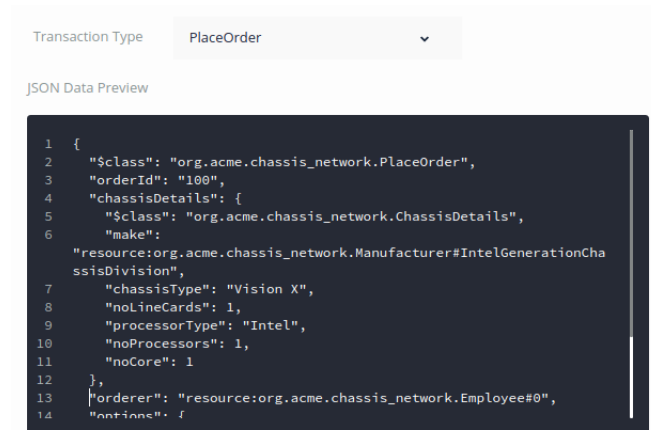 Transaction Type PlaceOrder
JSON Data Preview
1 {
2 "$class": "org.acme.chassis_network.PlaceOrder",
3 "orderId": "100",
4 "chassisDetails": {
5 "$class": "org.acme.chassis_network.ChassisDetails",
6 "make":
"resource:org.acme.chassis_network.Manufacturer#IntelGenerationCha
ssisDivision",
7 "chassisType": "Vision X",
8 "noLineCards": 1,
9 "processorType": "Intel",
10 "noProcessors": 1,
11 "noCore": 1
12 },
13 "orderer": "resource:org.acme.chassis_network.Employee#0",
14 "options": {